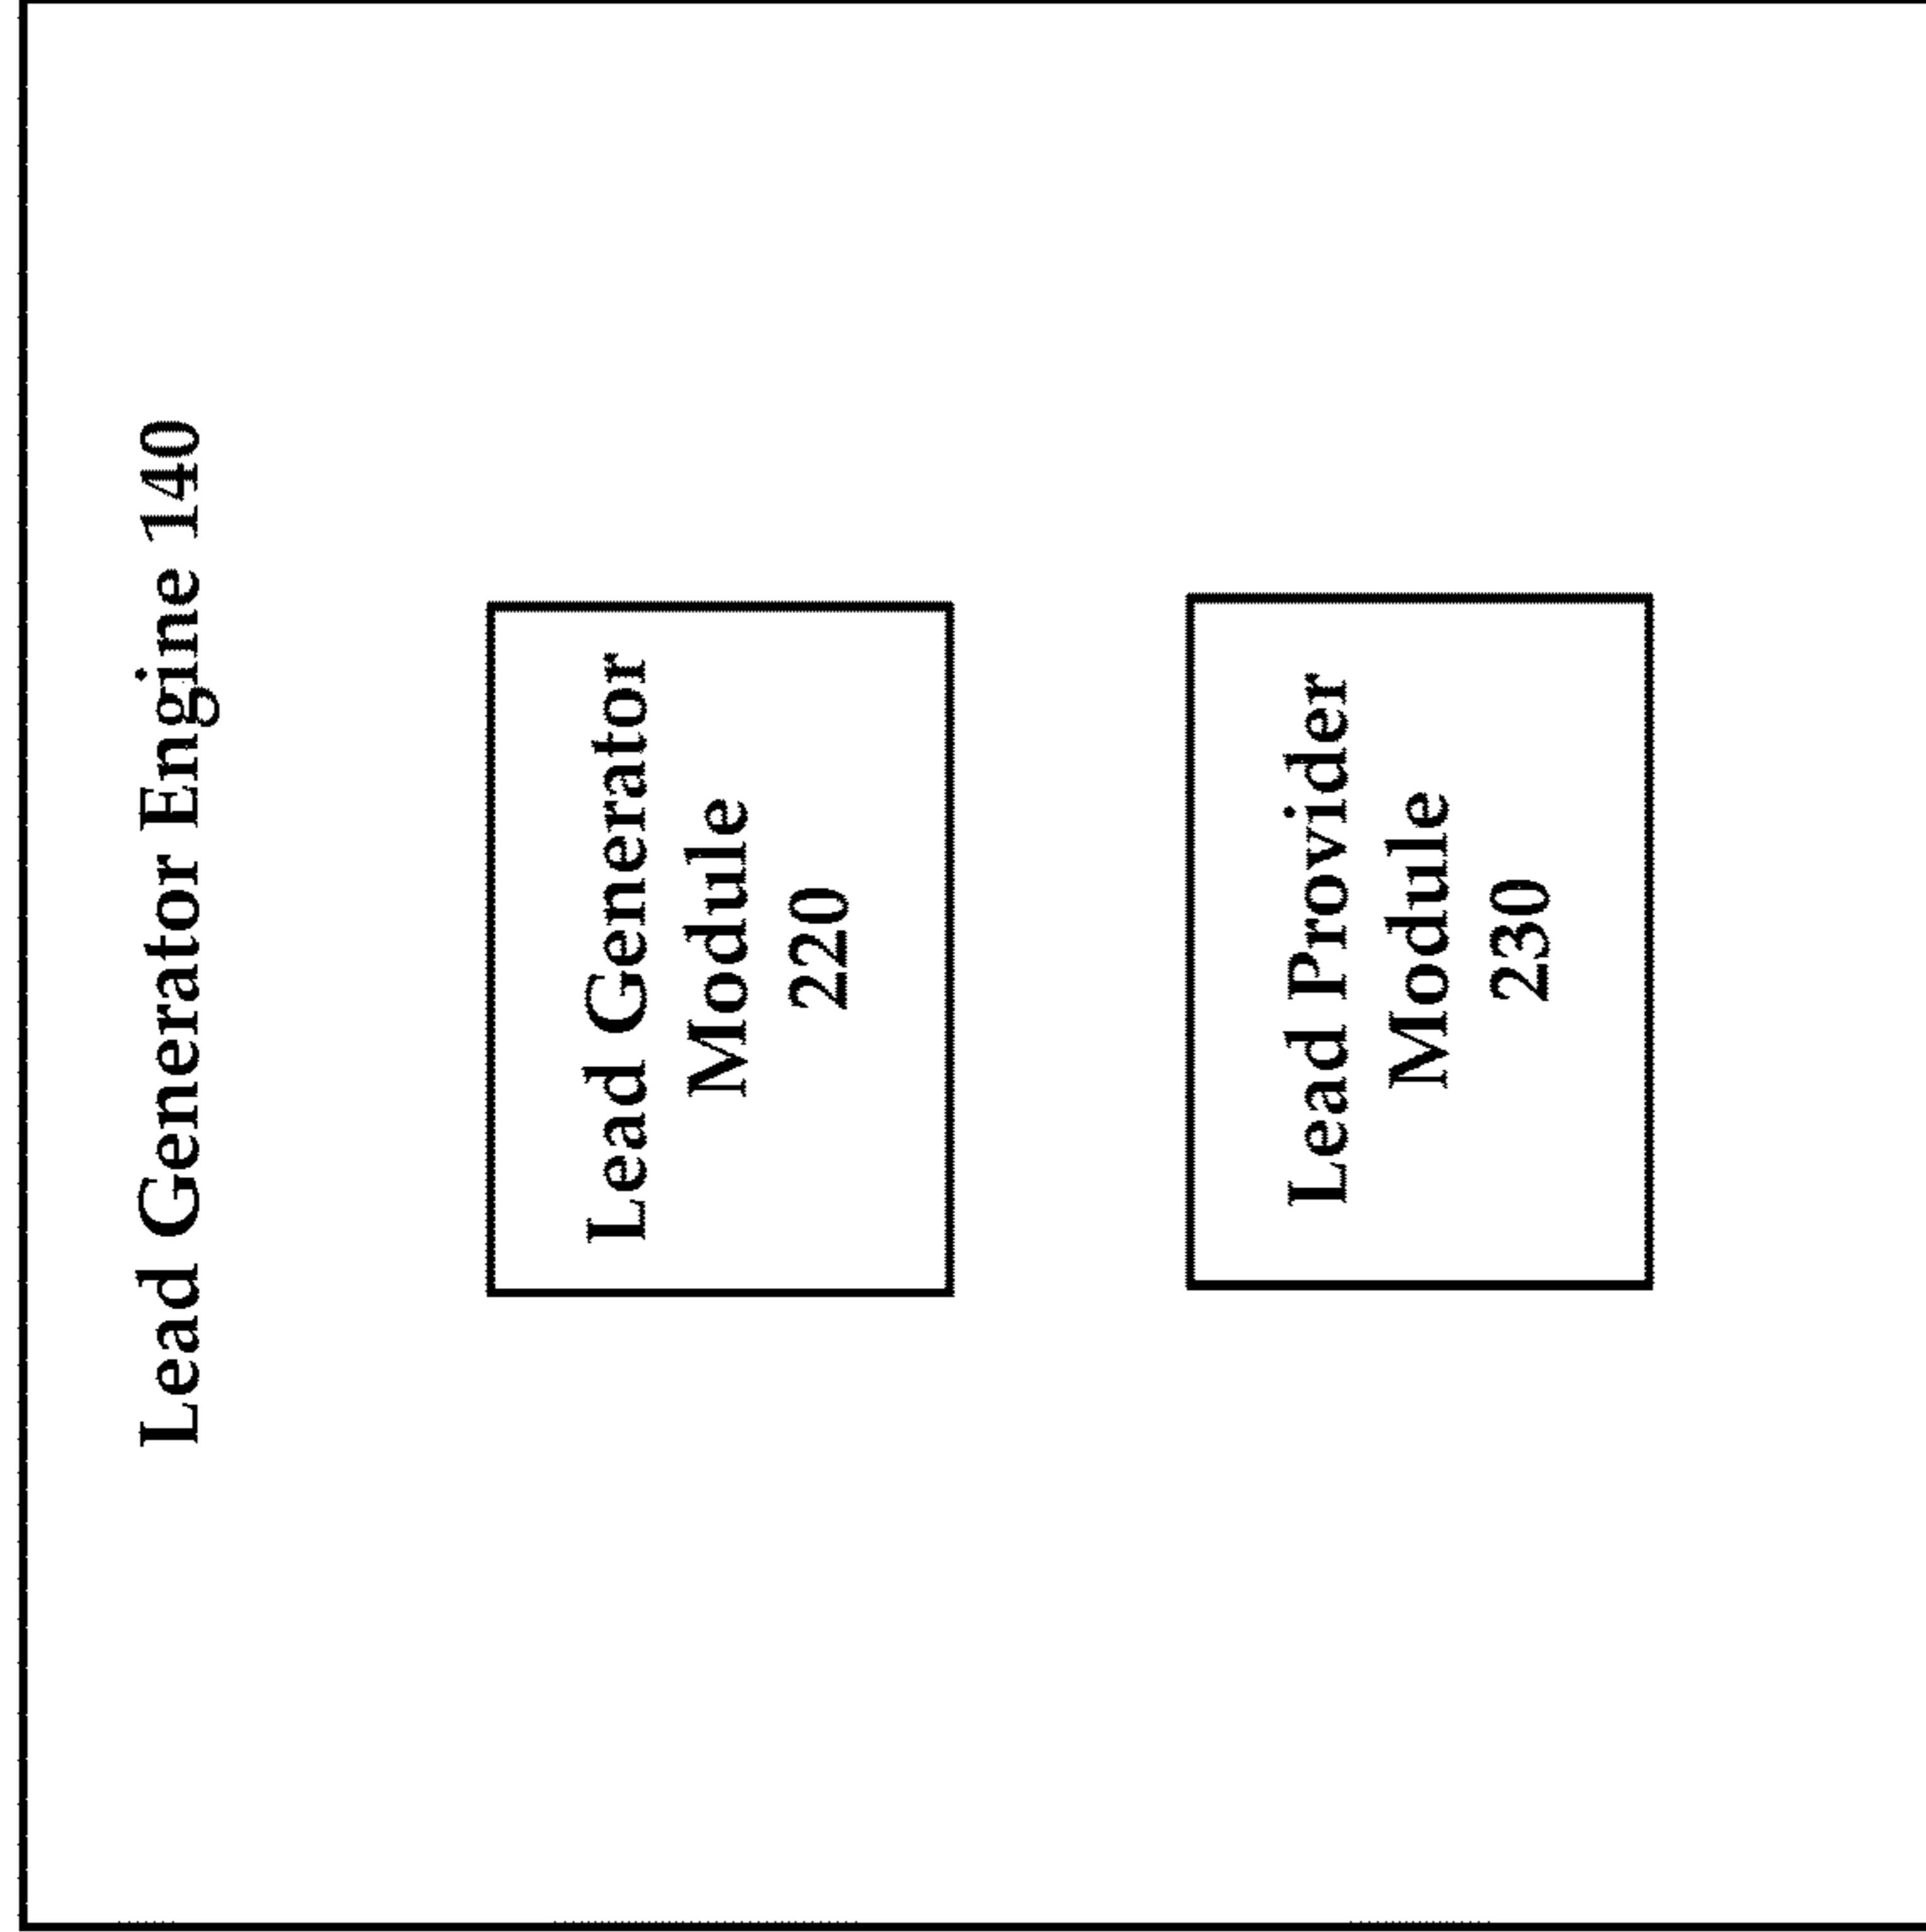 Lead Generator Engine 140
Lead Generator
Module
220
Lead Provider
Module
230